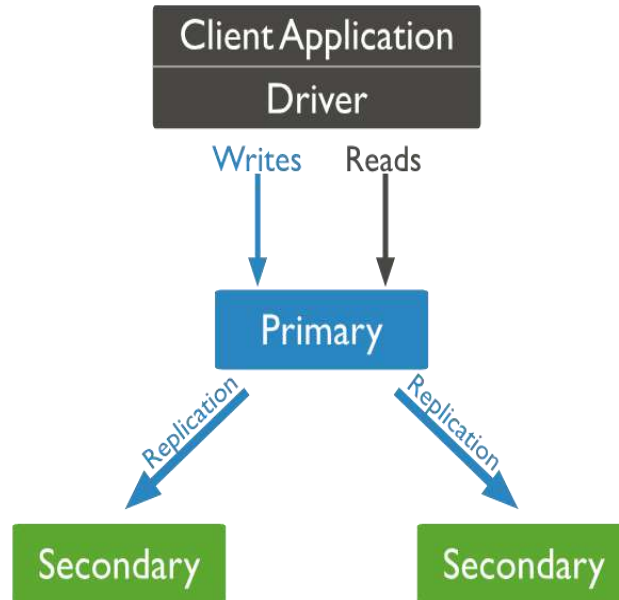 Client Application
Driver
Writes Reads
Primary
Replication Replication
Secondary Secondary